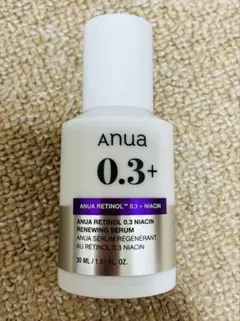 Anua
0.3+
ANUA RETINOL™ 0.3 + NIACIN
ANUA RETINOL 0.3 NIACIN
RENEWING SERUM
ANUA SÉRUM RÉGÉNÉRANT
AU RÉTINOL 0.3 NIACIN
30 ML / 1.01 FL. OZ.